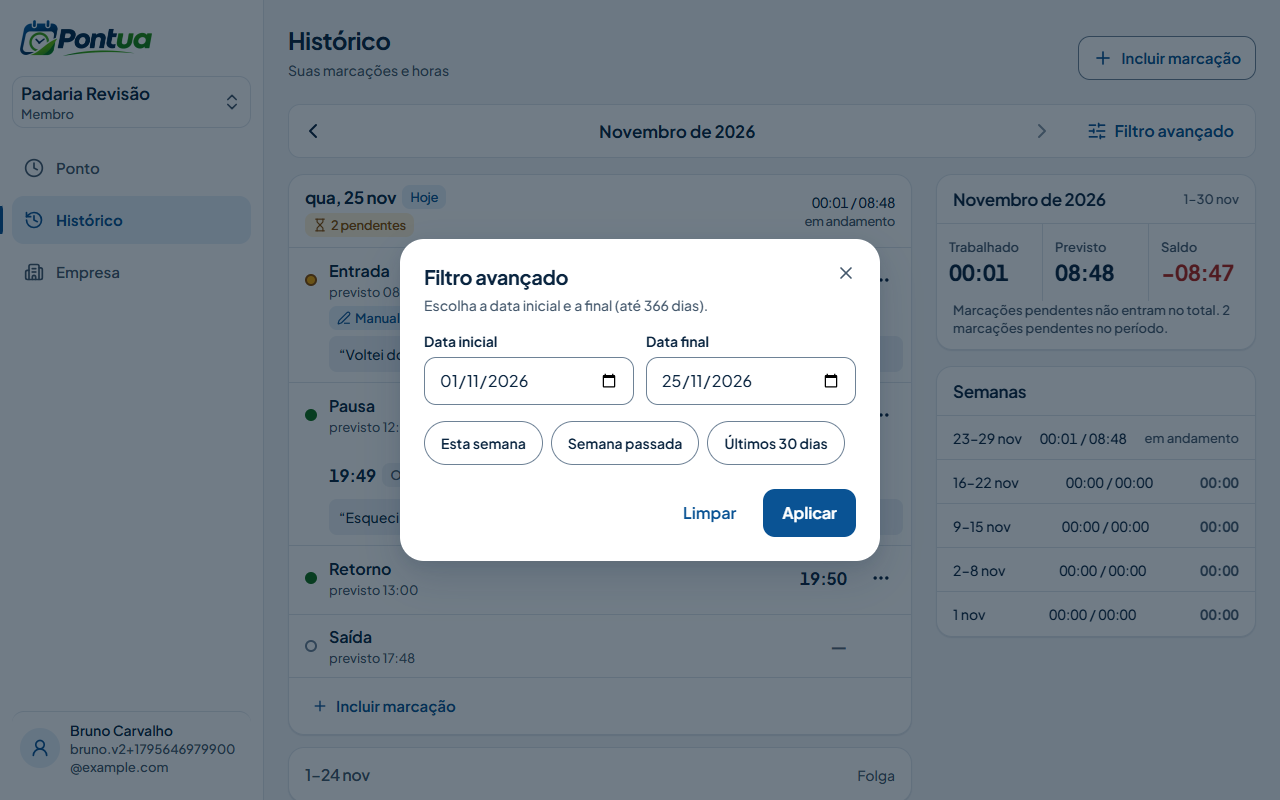 Pontua
Padaria Revisão
Membro
Ponto
Histórico
Empresa
Bruno Carvalho
bruno.v2+1795646979900
@example.com
Histórico
Suas marcações e horas
Incluir marcação
Novembro de 2026
Filtro avançado
qua, 25 nov Hoje
2 pendentes
00:01 / 08:48
em andamento
Entrada
previsto 08
Manual
“Voltei do
Pausa
previsto 12:
19:49
“Esqueci
Retorno
previsto 13:00
19:50
Saída
previsto 17:48
—
Incluir marcação
1–24 nov
Folga
Filtro avançado
Escolha a data inicial e a final (até 366 dias).
Data inicial
Data final
01/11/2026
25/11/2026
Esta semana
Semana passada
Últimos 30 dias
Limpar
Aplicar
Novembro de 2026
1–30 nov
Trabalhado
00:01
Previsto
08:48
Saldo
−08:47
Marcações pendentes não entram no total. 2
marcações pendentes no período.
Semanas
23–29 nov 00:01 / 08:48 em andamento
16–22 nov 00:00 / 00:00 00:00
9–15 nov 00:00 / 00:00 00:00
2–8 nov 00:00 / 00:00 00:00
1 nov 00:00 / 00:00 00:00